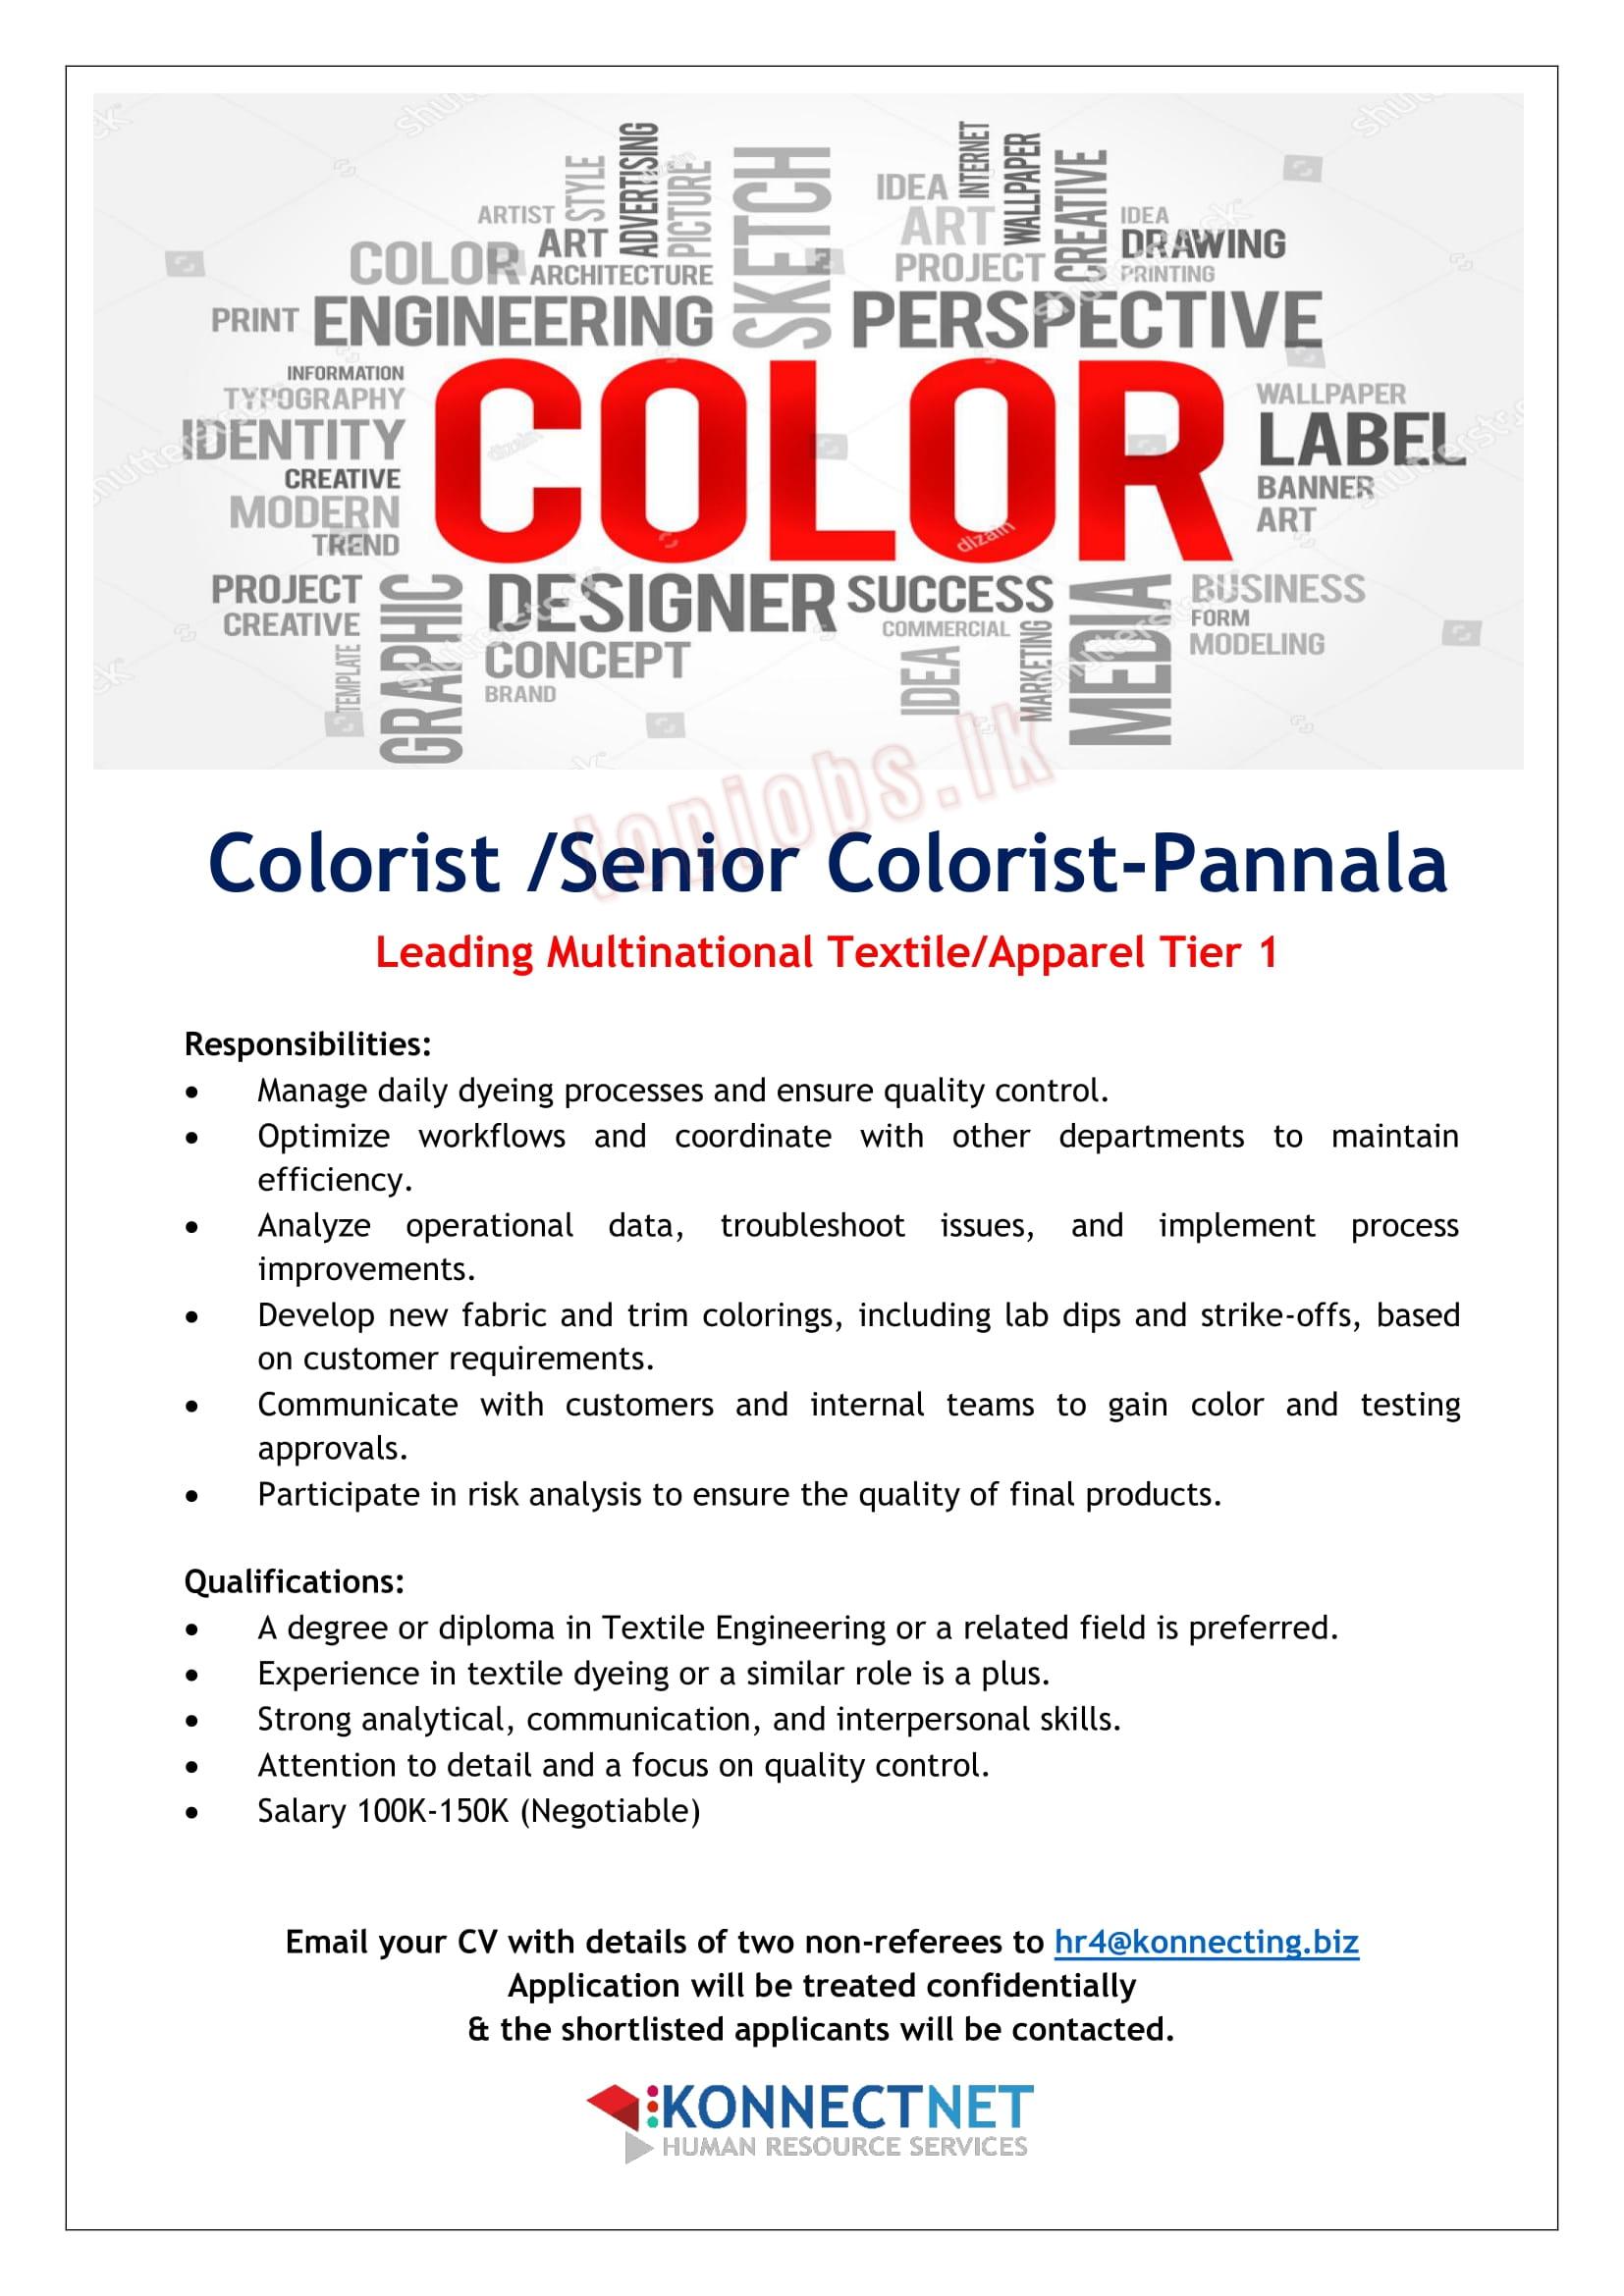 shutterstock
STYLE
ADVERTISING
PICTURE
SKETCH
INTERNET
WALLPAPER
CREATIVE
IDEA
ARTIST
ART
IDEA
COLOR
ART
DRAWING
ARCHITECTURE
PROJECT
PRINTING
PRINT
ENGINEERING
PERSPECTIVE
INFORMATION
TYPOGRAPHY
IDENTITY
CREATIVE
MODERN
TREND
COLOR
dizain
dizain
dizain
WALLPAPER
LABEL
BANNER
ART
PROJECT
CREATIVE
TEMPLATE
GRAPHIC
DESIGNER
CONCEPT
BRAND
SUCCESS
COMMERCIAL
IDEA
MARKETING
MEDIA
BUSINESS
FORM
MODELING
topjobs.lk
Colorist /Senior Colorist-Pannala
Leading Multinational Textile/Apparel Tier 1
Responsibilities:
• Manage daily dyeing processes and ensure quality control.
• Optimize workflows and coordinate with other departments to maintain
efficiency.
• Analyze operational data, troubleshoot issues, and implement process
improvements.
• Develop new fabric and trim colorings, including lab dips and strike-offs, based
on customer requirements.
• Communicate with customers and internal teams to gain color and testing
approvals.
• Participate in risk analysis to ensure the quality of final products.
Qualifications:
• A degree or diploma in Textile Engineering or a related field is preferred.
• Experience in textile dyeing or a similar role is a plus.
• Strong analytical, communication, and interpersonal skills.
• Attention to detail and a focus on quality control.
• Salary 100K-150K (Negotiable)
Email your CV with details of two non-referees to hr4@konnecting.biz
Application will be treated confidentially
& the shortlisted applicants will be contacted.
KONNECTNET
HUMAN RESOURCE SERVICES